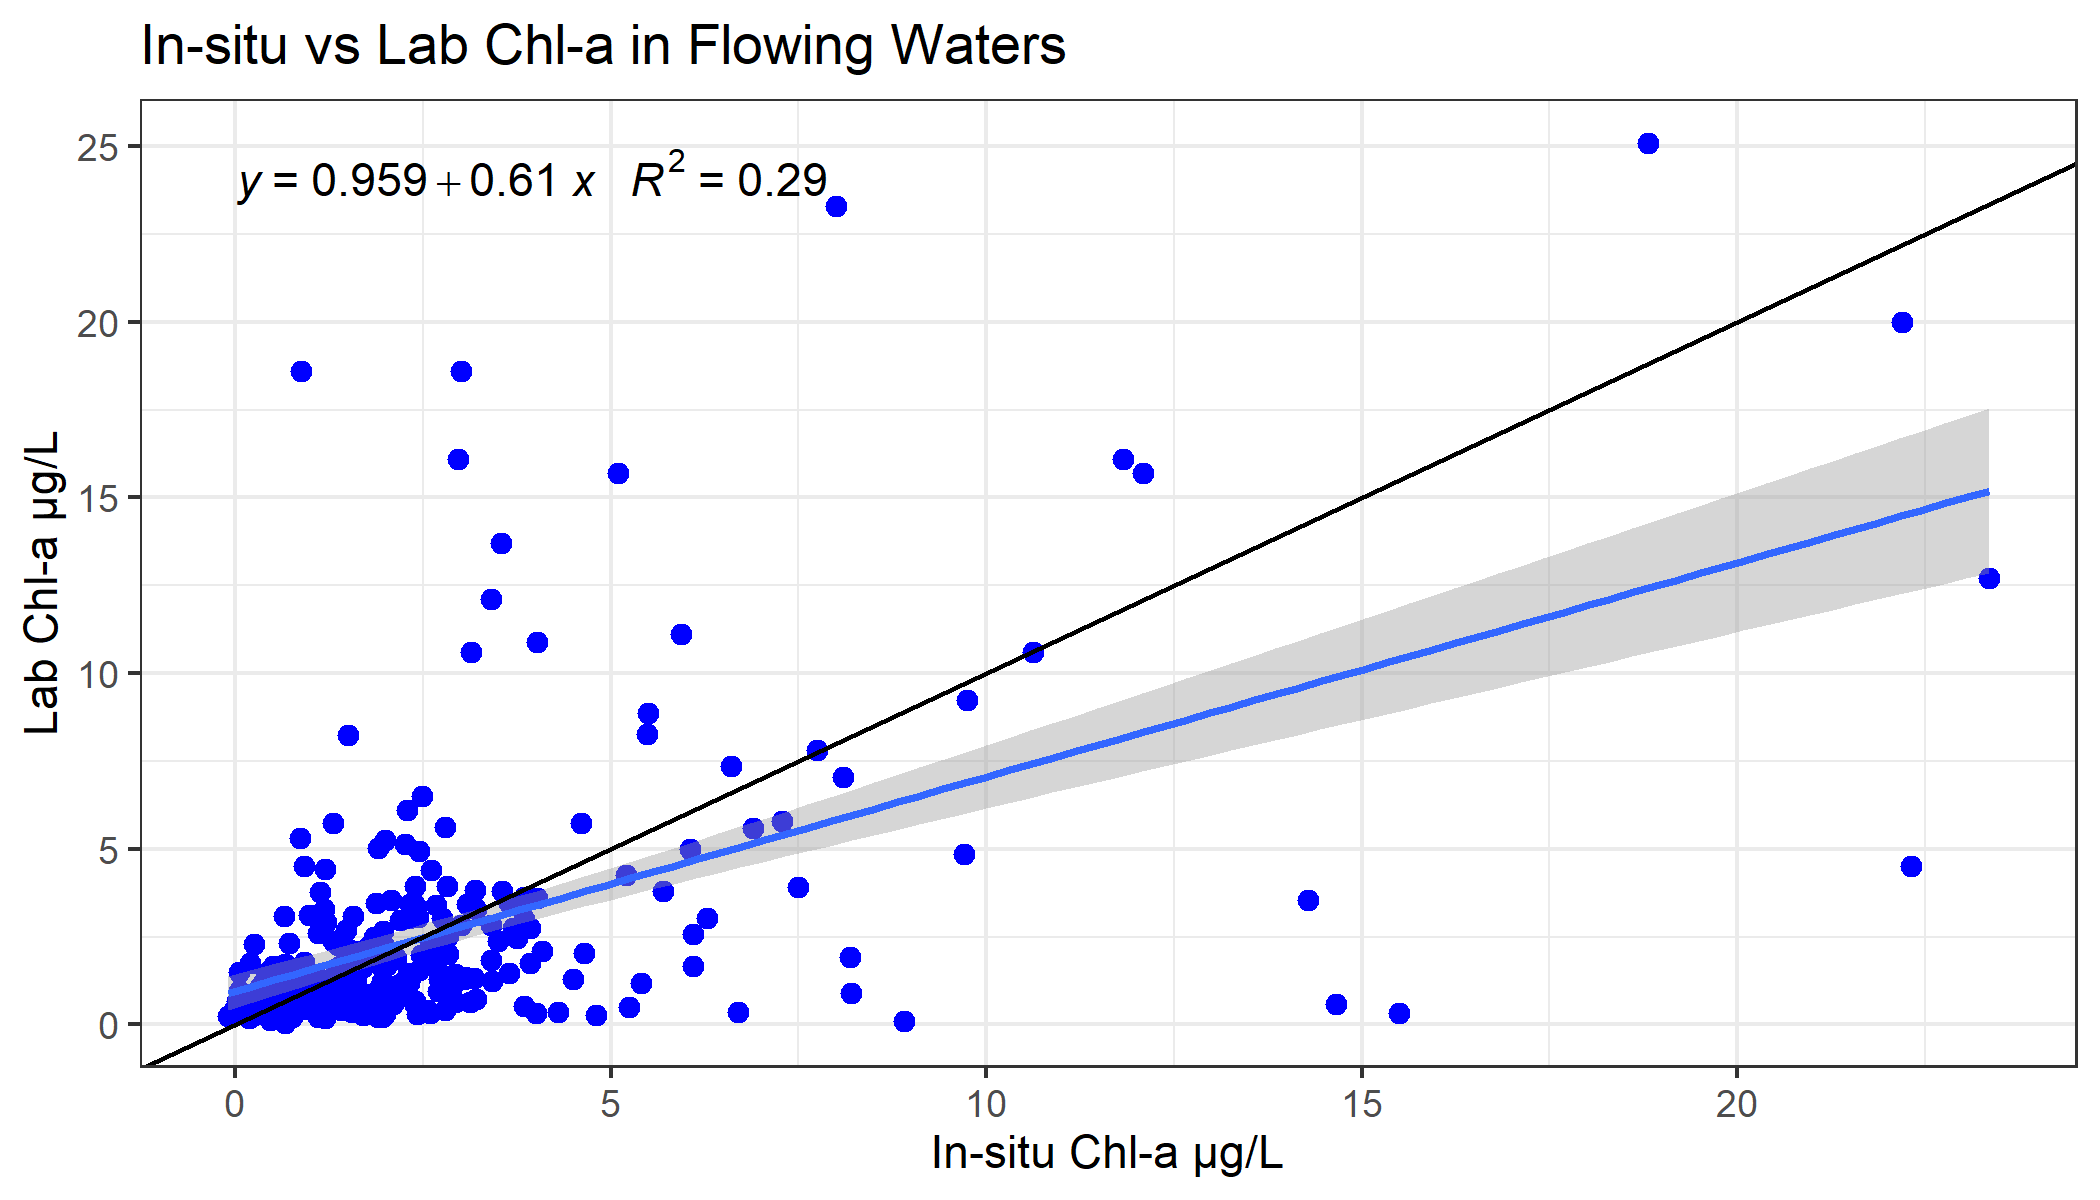 In-situ vs Lab Chl-a in Flowing Waters
y = 0.959+0.61 x R² = 0.29
25
20
15
10
5
0
Lab Chl-a µg/L
0 5 10 15 20
In-situ Chl-a µg/L